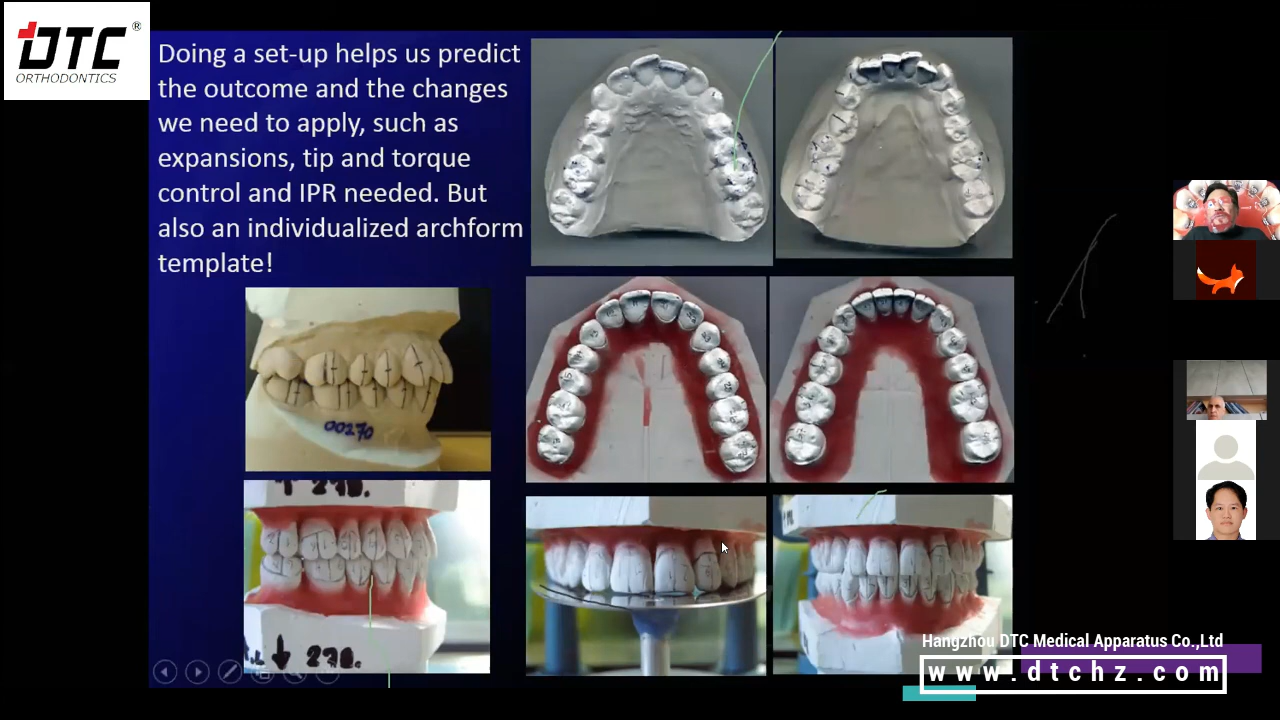 DTC®
ORTHODONTICS
Doing a set-up helps us predict
the outcome and the changes
we need to apply, such as
expansions, tip and torque
control and IPR needed. But
also an individualized archform
template!
00270
270.
270.
Hangzhou DTC Medical Apparatus Co.,Ltd
www.dtchz.com